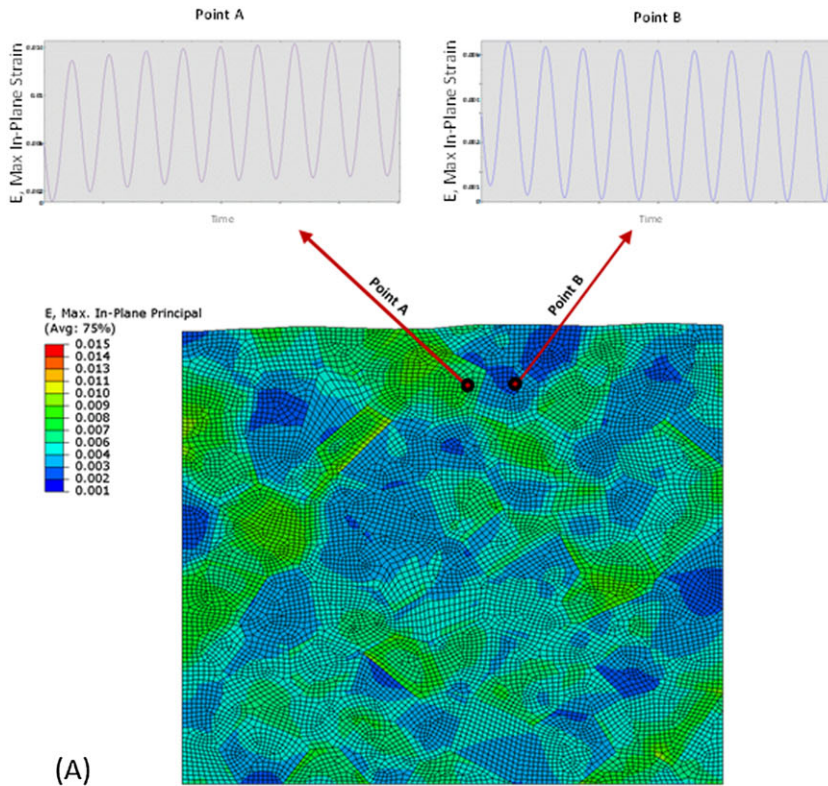 Point A
Point B
E, Max In-Plane Strain
E, Max In-Plane Strain
0.001
Time
Time
Point A
Point B
E, Max. In-Plane Principal
(Avg: 75%)
0.015
0.014
0.013
0.011
0.010
0.009
0.008
0.007
0.006
0.004
0.003
0.002
0.001
(A)